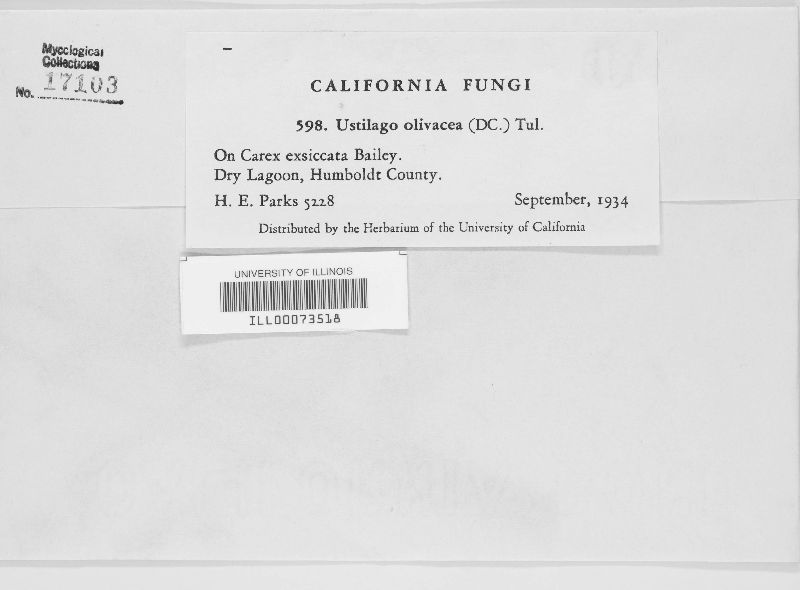 Mycological
Collections
No. 17103
CALIFORNIA FUNGI
598. Ustilago olivacea (DC.) Tul.
On Carex exsiccata Bailey.
Dry Lagoon, Humboldt County.
H. E. Parks 5228 September, 1934
Distributed by the Herbarium of the University of California
UNIVERSITY OF ILLINOIS
ILL00073518